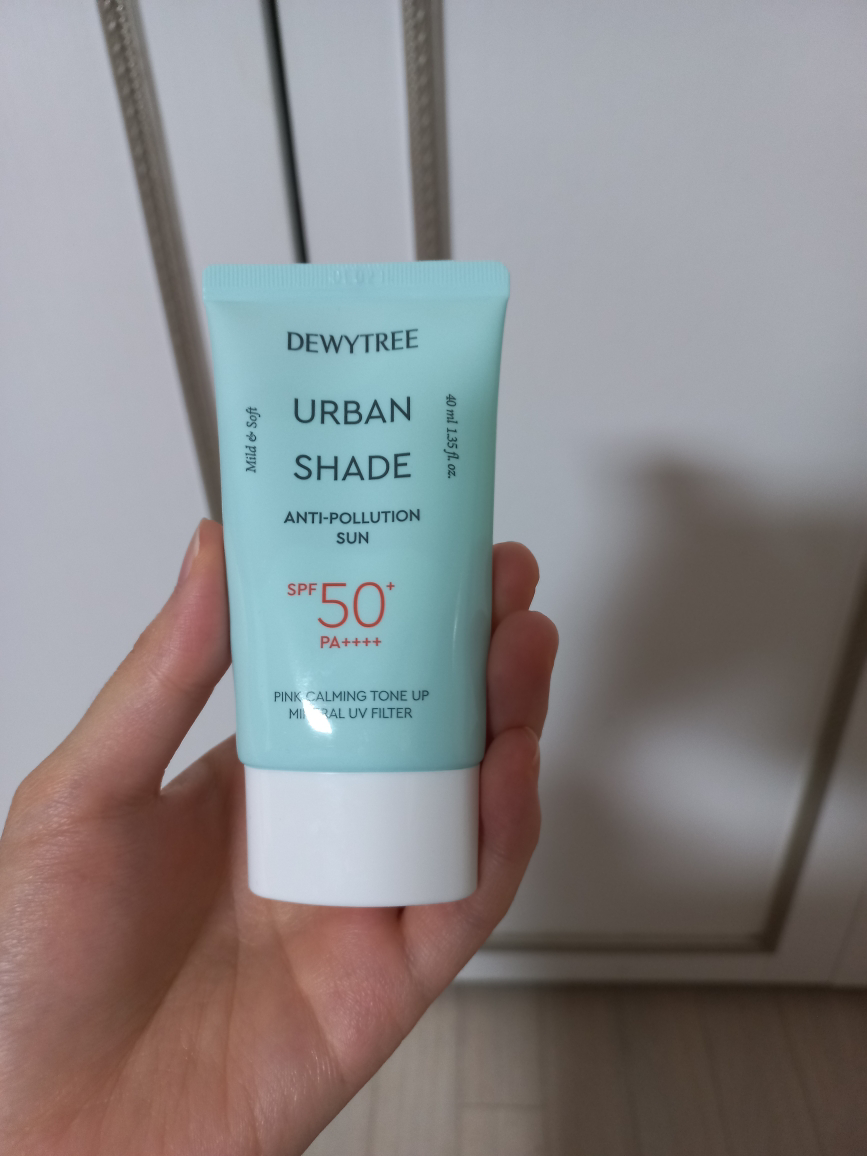 DEWYTREE
URBAN
SHADE
Mild & Soft
40 ml 1.35 fl. oz.
ANTI-POLLUTION
SUN
SPF 50+
PA++++
PINK CALMING TONE UP
MINERAL UV FILTER